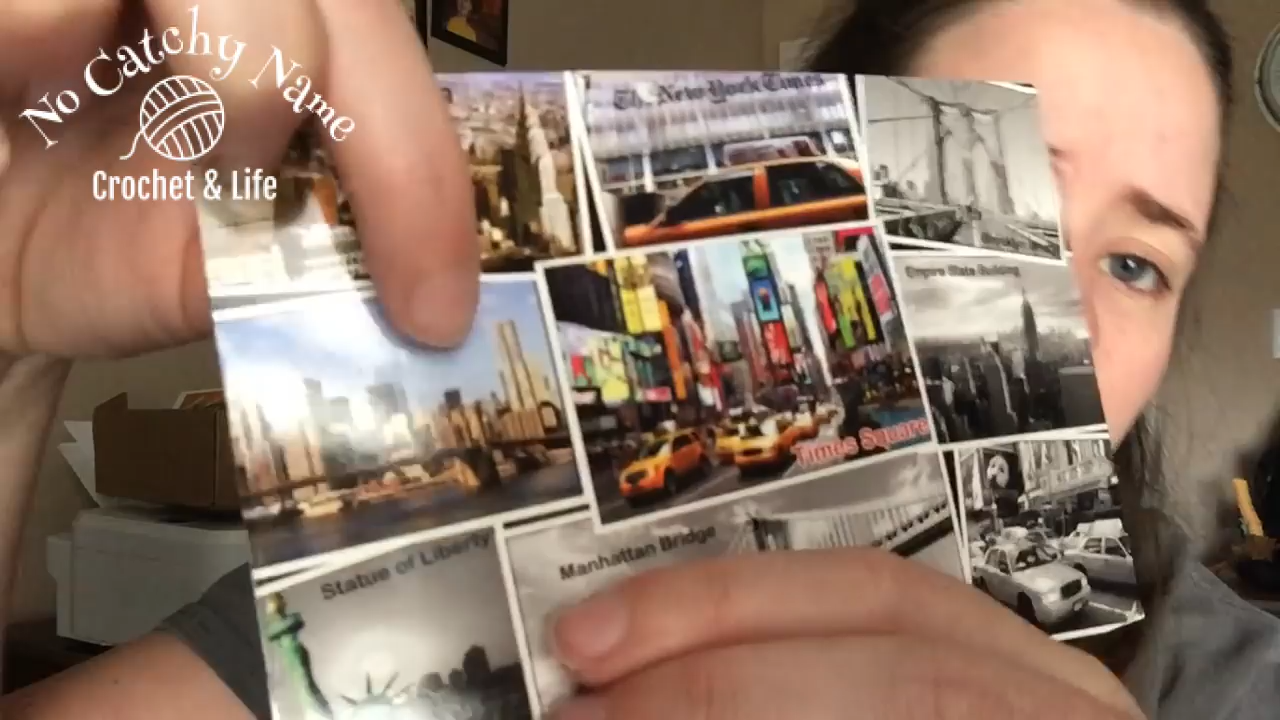 No Catchy Name
Crochet & Life
The New York Times
Empire State Building
Times Square
Manhattan Bridge
Statue of Liberty